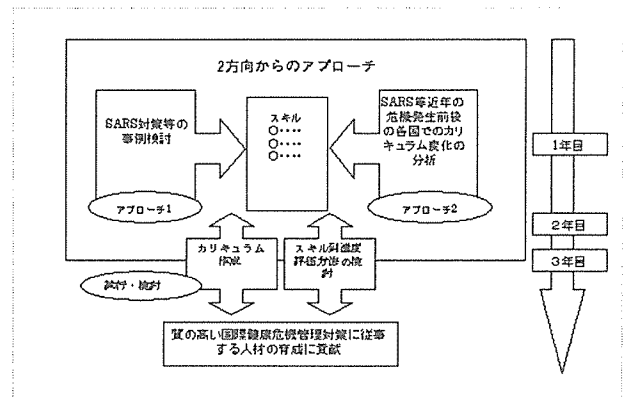 2方向からのアプローチ
SARS対策等の
事例検討
アプローチ1
スキル
○・・・・
○・・・・
○・・・・
SARS等近年の
危機発生前後
の各国でのカリ
キュラム変化の
分析
アプローチ2
1年目
2年目
3年目
カリキュラム
作成
スキル到達度
評価方法の検
討
試行・検討
質の高い国際健康危機管理対策に従事
する人材の育成に貢献